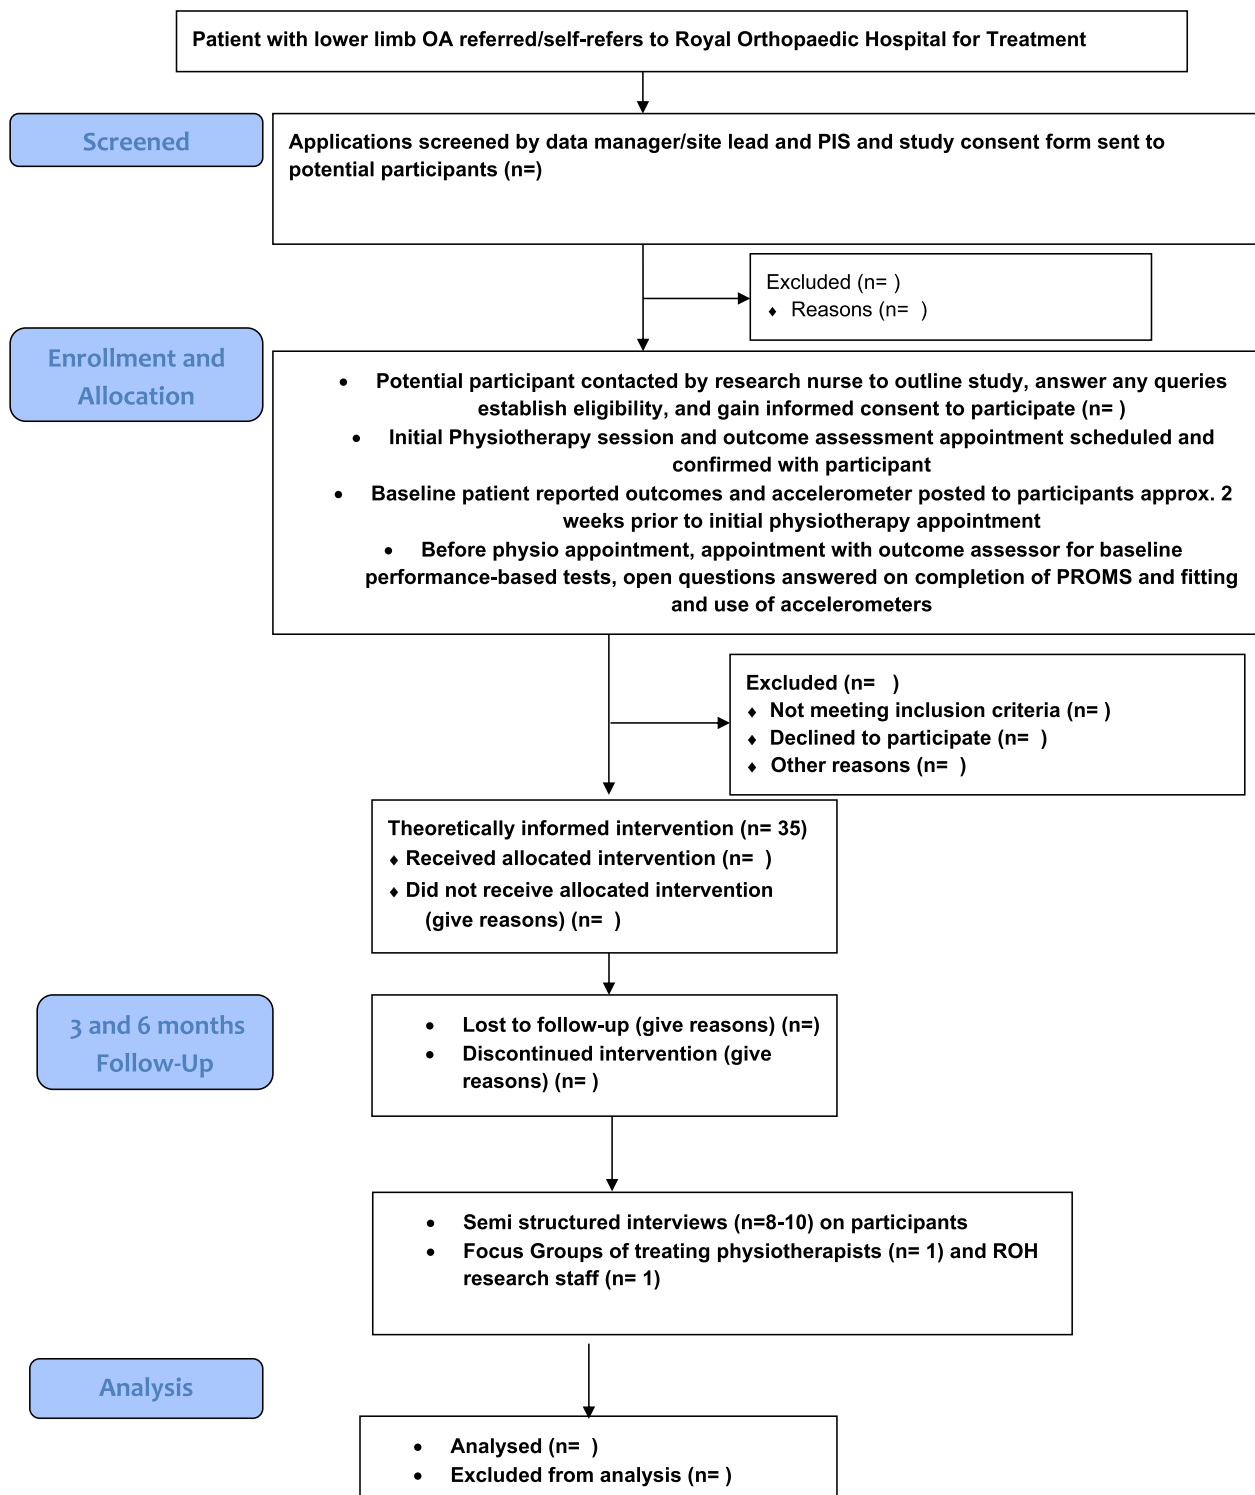 Patient with lower limb OA referred/self-refers to Royal Orthopaedic Hospital for Treatment
Screened
Applications screened by data manager/site lead and PIS and study consent form sent to
potential participants (n=)
Excluded (n= )
♦ Reasons (n=  )
Enrollment and
Allocation
• Potential participant contacted by research nurse to outline study, answer any queries
establish eligibility, and gain informed consent to participate (n= )
• Initial Physiotherapy session and outcome assessment appointment scheduled and
confirmed with participant
• Baseline patient reported outcomes and accelerometer posted to participants approx. 2
weeks prior to initial physiotherapy appointment
• Before physio appointment, appointment with outcome assessor for baseline
performance-based tests, open questions answered on completion of PROMS and fitting
and use of accelerometers
Excluded (n=  )
♦ Not meeting inclusion criteria (n= )
♦ Declined to participate (n=  )
♦ Other reasons (n=  )
Theoretically informed intervention (n= 35)
♦ Received allocated intervention (n=  )
♦ Did not receive allocated intervention
(give reasons) (n=  )
3 and 6 months
Follow-Up
• Lost to follow-up (give reasons) (n=)
• Discontinued intervention (give
reasons) (n= )
• Semi structured interviews (n=8-10) on participants
• Focus Groups of treating physiotherapists (n= 1) and ROH
research staff (n= 1)
Analysis
• Analysed (n=  )
• Excluded from analysis (n= )